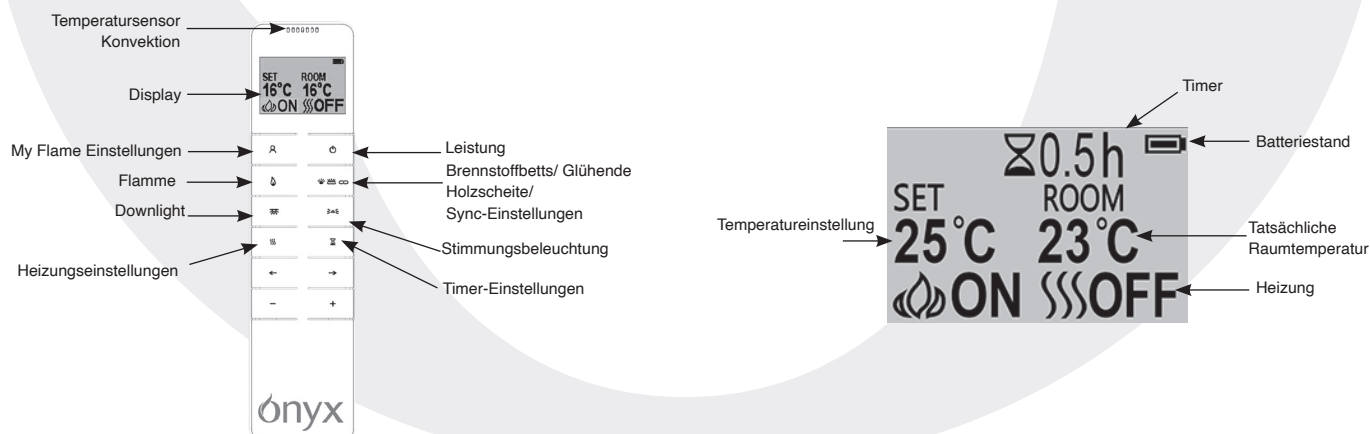 Temperatursensor
Konvektion
SET ROOM
16°C 16°C
ON OFF
Display
My Flame Einstellungen
Flamme
Downlight
Heizungseinstellungen
Leistung
Brennstoffbetts/ Glühende
Holzscheite/
Sync-Einstellungen
Stimmungsbeleuchtung
Timer-Einstellungen
← →
− +
onyx
Timer
0.5h
Batteriestand
SET ROOM
Temperatureinstellung
25°C 23°C
Tatsächliche
Raumtemperatur
ON OFF
Heizung